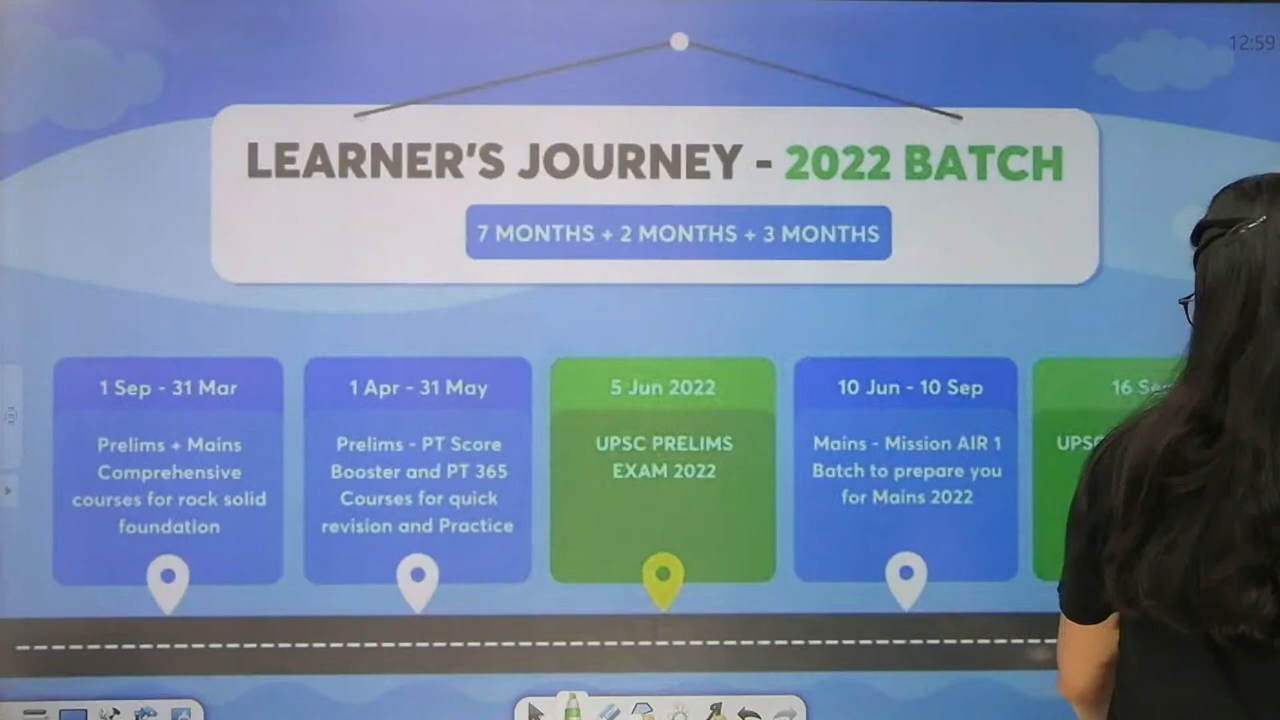 12:59
LEARNER'S JOURNEY - 2022 BATCH
7 MONTHS + 2 MONTHS + 3 MONTHS
1 Sep - 31 Mar
Prelims + Mains
Comprehensive
courses for rock solid
foundation
1 Apr - 31 May
Prelims - PT Score
Booster and PT 365
Courses for quick
revision and Practice
5 Jun 2022
UPSC PRELIMS
EXAM 2022
10 Jun - 10 Sep
Mains - Mission AIR 1
Batch to prepare you
for Mains 2022
16